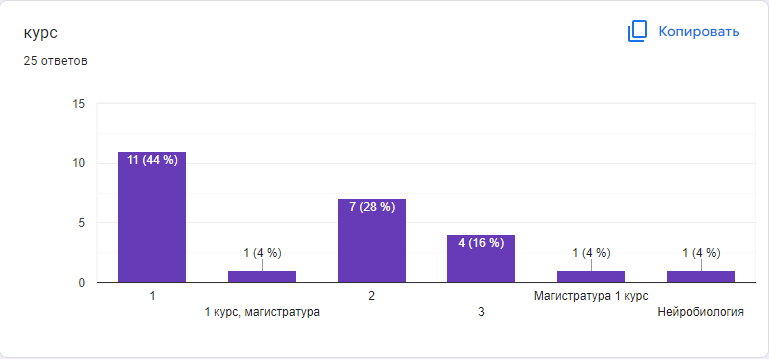 курс
Копировать
25 ответов
15
10
5
0
11 (44 %)
1 (4 %)
7 (28 %)
4 (16 %)
1 (4 %)
1 (4 %)
1
1 курс, магистратура
2
3
Магистратура 1 курс
Нейробиология